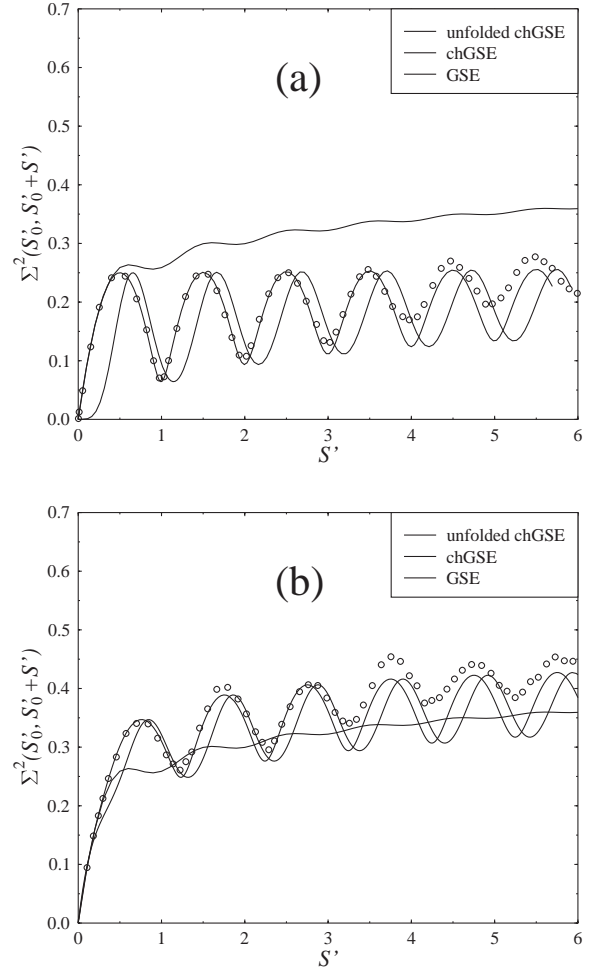 0.7
0.6
0.5
0.4
0.3
0.2
0.1
0.0
Σ²(S'₀, S'₀+S')
(a)
unfolded chGSE
chGSE
GSE
0 1 2 3 4 5 6
S'
0.7
0.6
0.5
0.4
0.3
0.2
0.1
0.0
Σ²(S'₀, S'₀+S')
(b)
unfolded chGSE
chGSE
GSE
0 1 2 3 4 5 6
S'